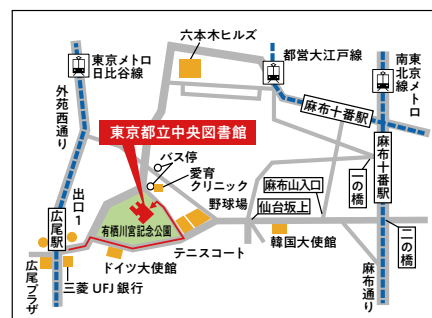 六本木ヒルズ
東京メトロ
日比谷線
都営大江戸線
東京メトロ
南北線
外苑西通り
麻布十番駅
東京都立中央図書館
バス停
愛育
クリニック
野球場
麻布山入口
仙台坂上
一の橋
麻布十番駅
出口1
広尾駅
有栖川宮記念公園
テニスコート
韓国大使館
二の橋
ドイツ大使館
広尾プラザ
三菱UFJ銀行
麻布通り